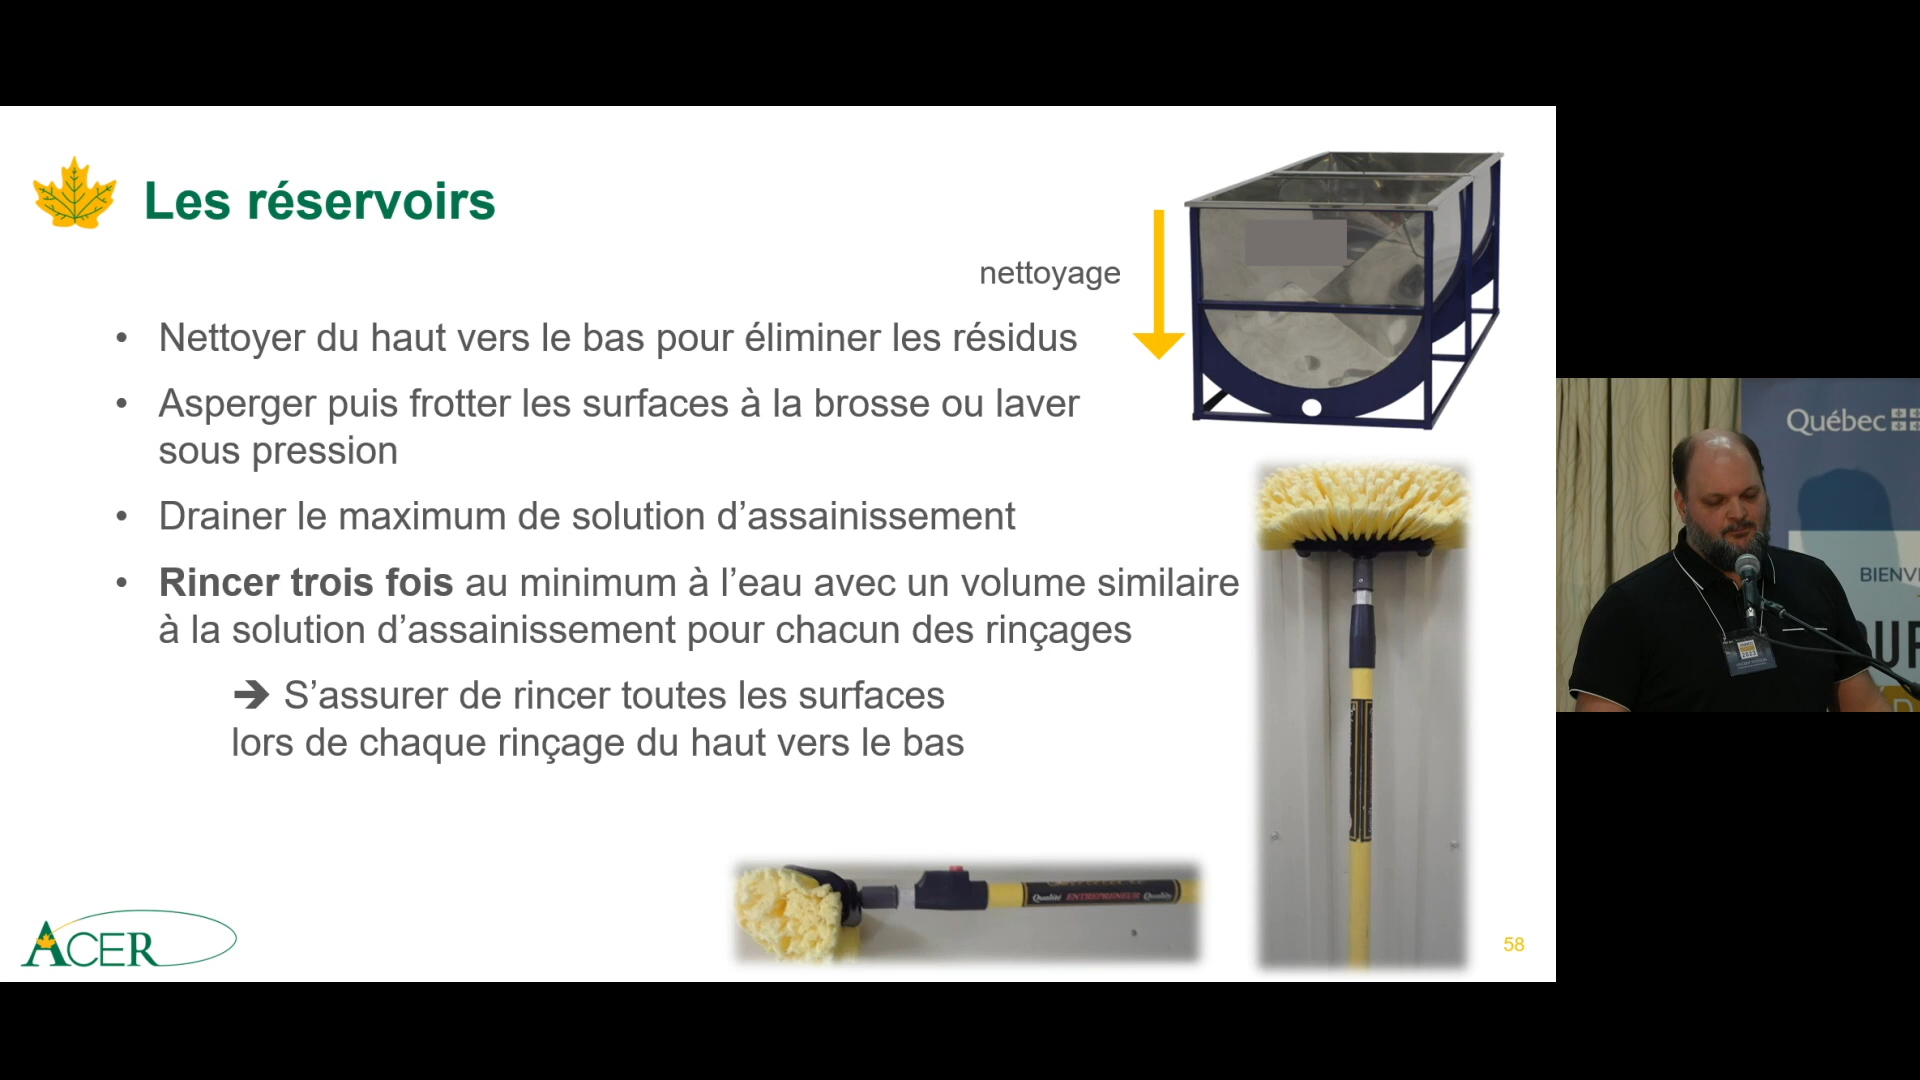 Les réservoirs
nettoyage
• Nettoyer du haut vers le bas pour éliminer les résidus
• Asperger puis frotter les surfaces à la brosse ou laver
sous pression
• Drainer le maximum de solution d’assainissement
• Rincer trois fois au minimum à l’eau avec un volume similaire
à la solution d’assainissement pour chacun des rinçages
➔ S’assurer de rincer toutes les surfaces
lors de chaque rinçage du haut vers le bas
Qualité ENTREPRENEUR Qualité
ACER
58
Québec
BIENV